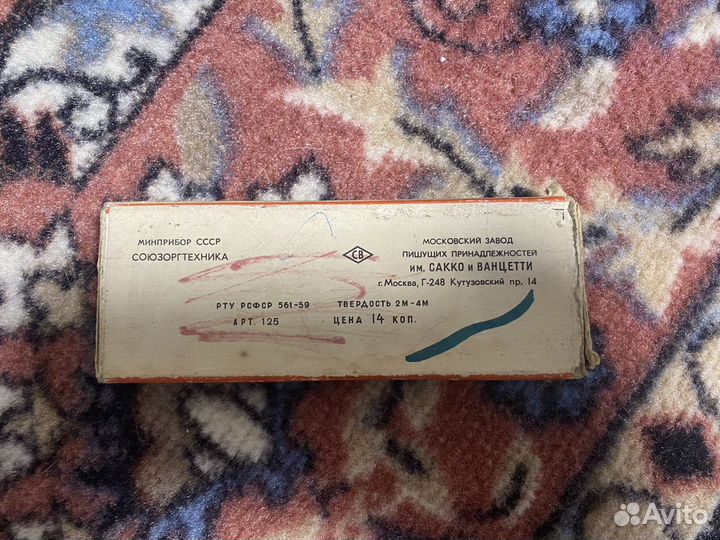 МИНПРИБОР СССР
СОЮЗОРГТЕХНИКА
СВ
МОСКОВСКИЙ ЗАВОД
ПИШУЩИХ ПРИНАДЛЕЖНОСТЕЙ
ИМ. САККО И ВАНЦЕТТИ
г. Москва, Г-248 Кутузовский пр. 14
РТУ РСФСР 561-59 ТВЕРДОСТЬ 2М-4М
АРТ. 125 ЦЕНА 14 КОП.
Avito